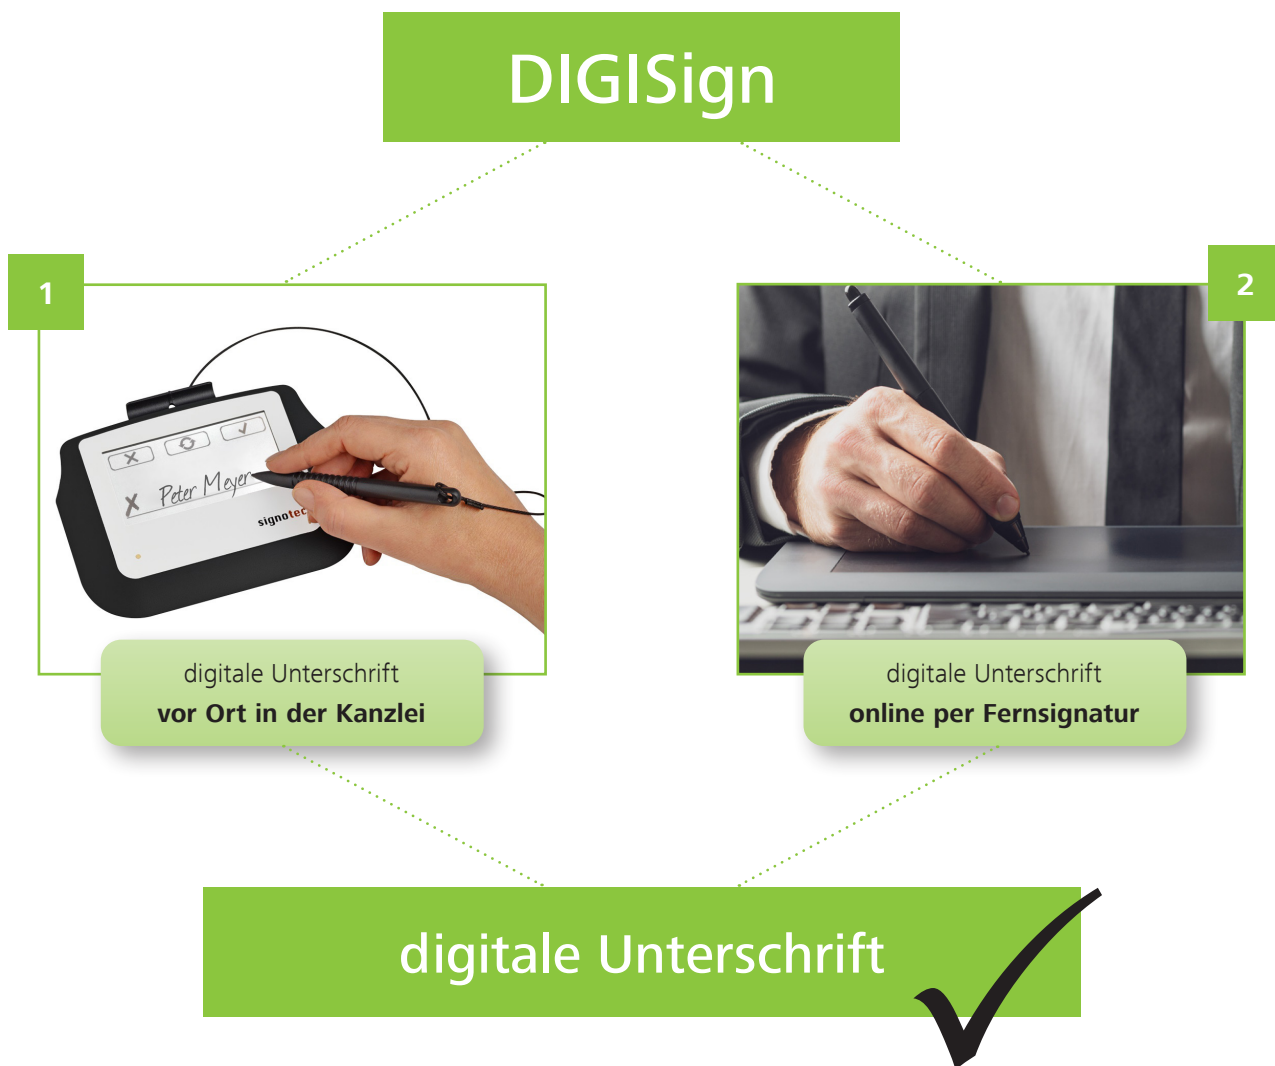 DIGISign
1
2
Peter Meyer
signotec
digitale Unterschrift
vor Ort in der Kanzlei
digitale Unterschrift
online per Fernsignatur
digitale Unterschrift